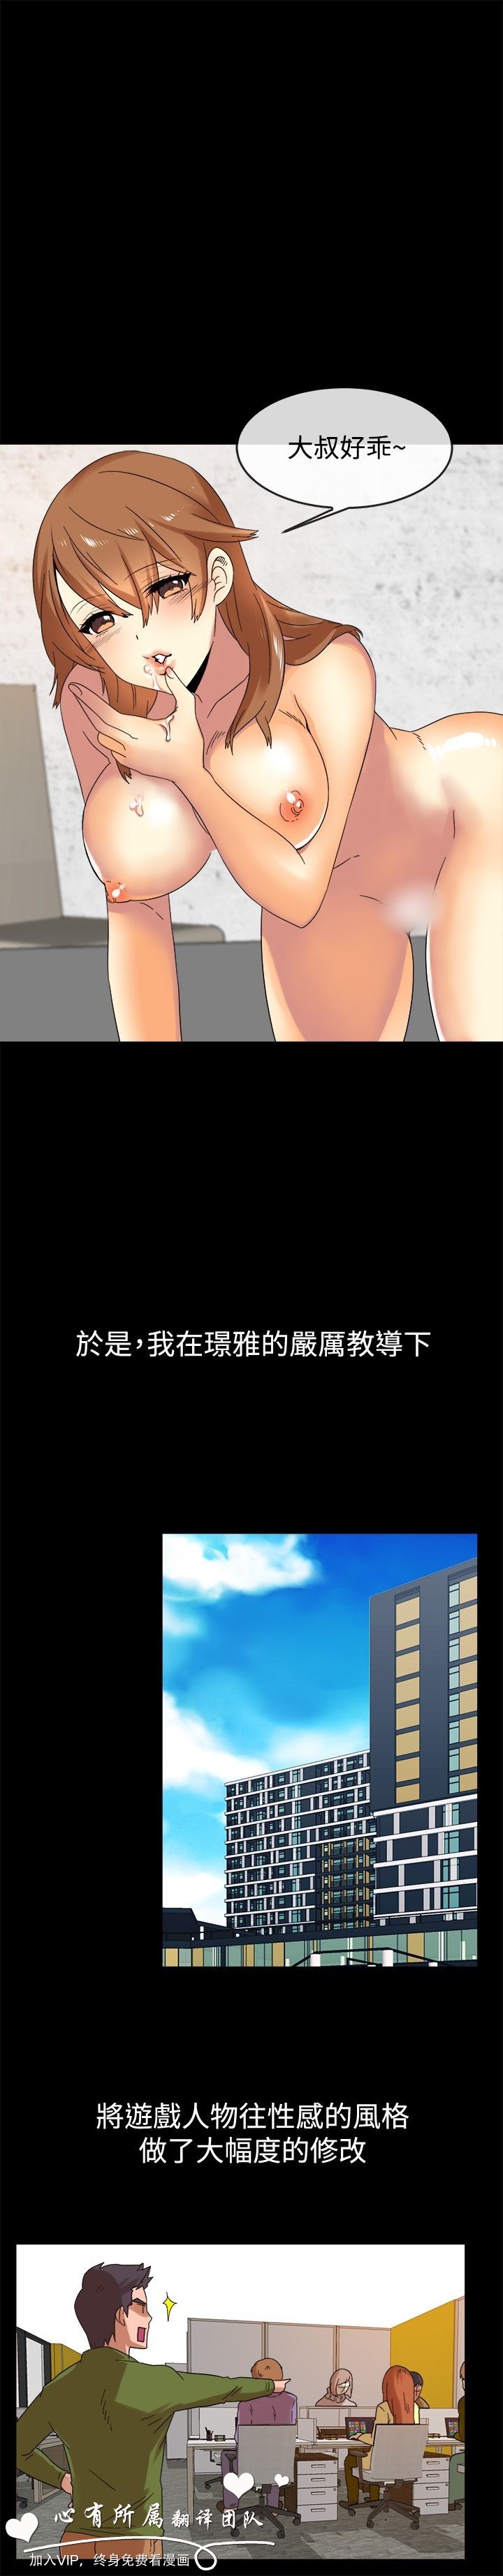 大叔好乖~
於是，我在璟雅的嚴厲教導下
將遊戲人物往性感的風格
做了大幅度的修改
心有所属翻译团队
加入VIP，终身免费看漫画